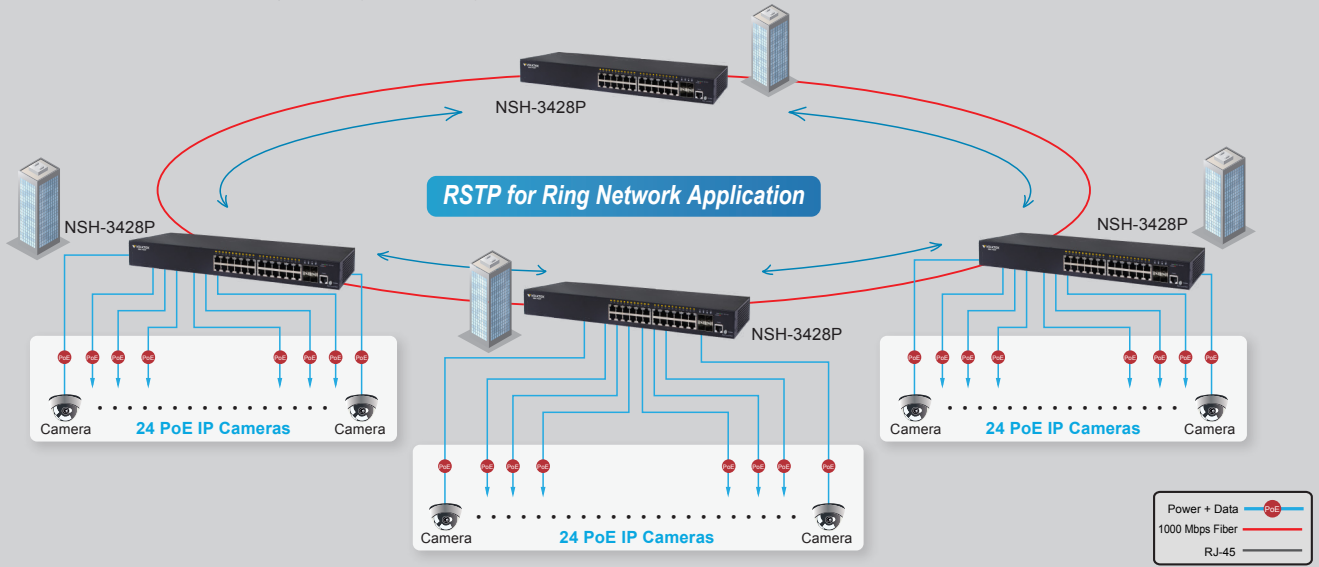 NSH-3428P
RSTP for Ring Network Application
NSH-3428P
NSH-3428P
NSH-3428P
PoE PoE PoE PoE PoE PoE PoE PoE
Camera 24 PoE IP Cameras Camera
PoE PoE PoE PoE PoE PoE PoE PoE
Camera 24 PoE IP Cameras Camera
PoE PoE PoE PoE PoE PoE PoE PoE
Camera 24 PoE IP Cameras Camera
Power + Data PoE
1000 Mbps Fiber
RJ-45